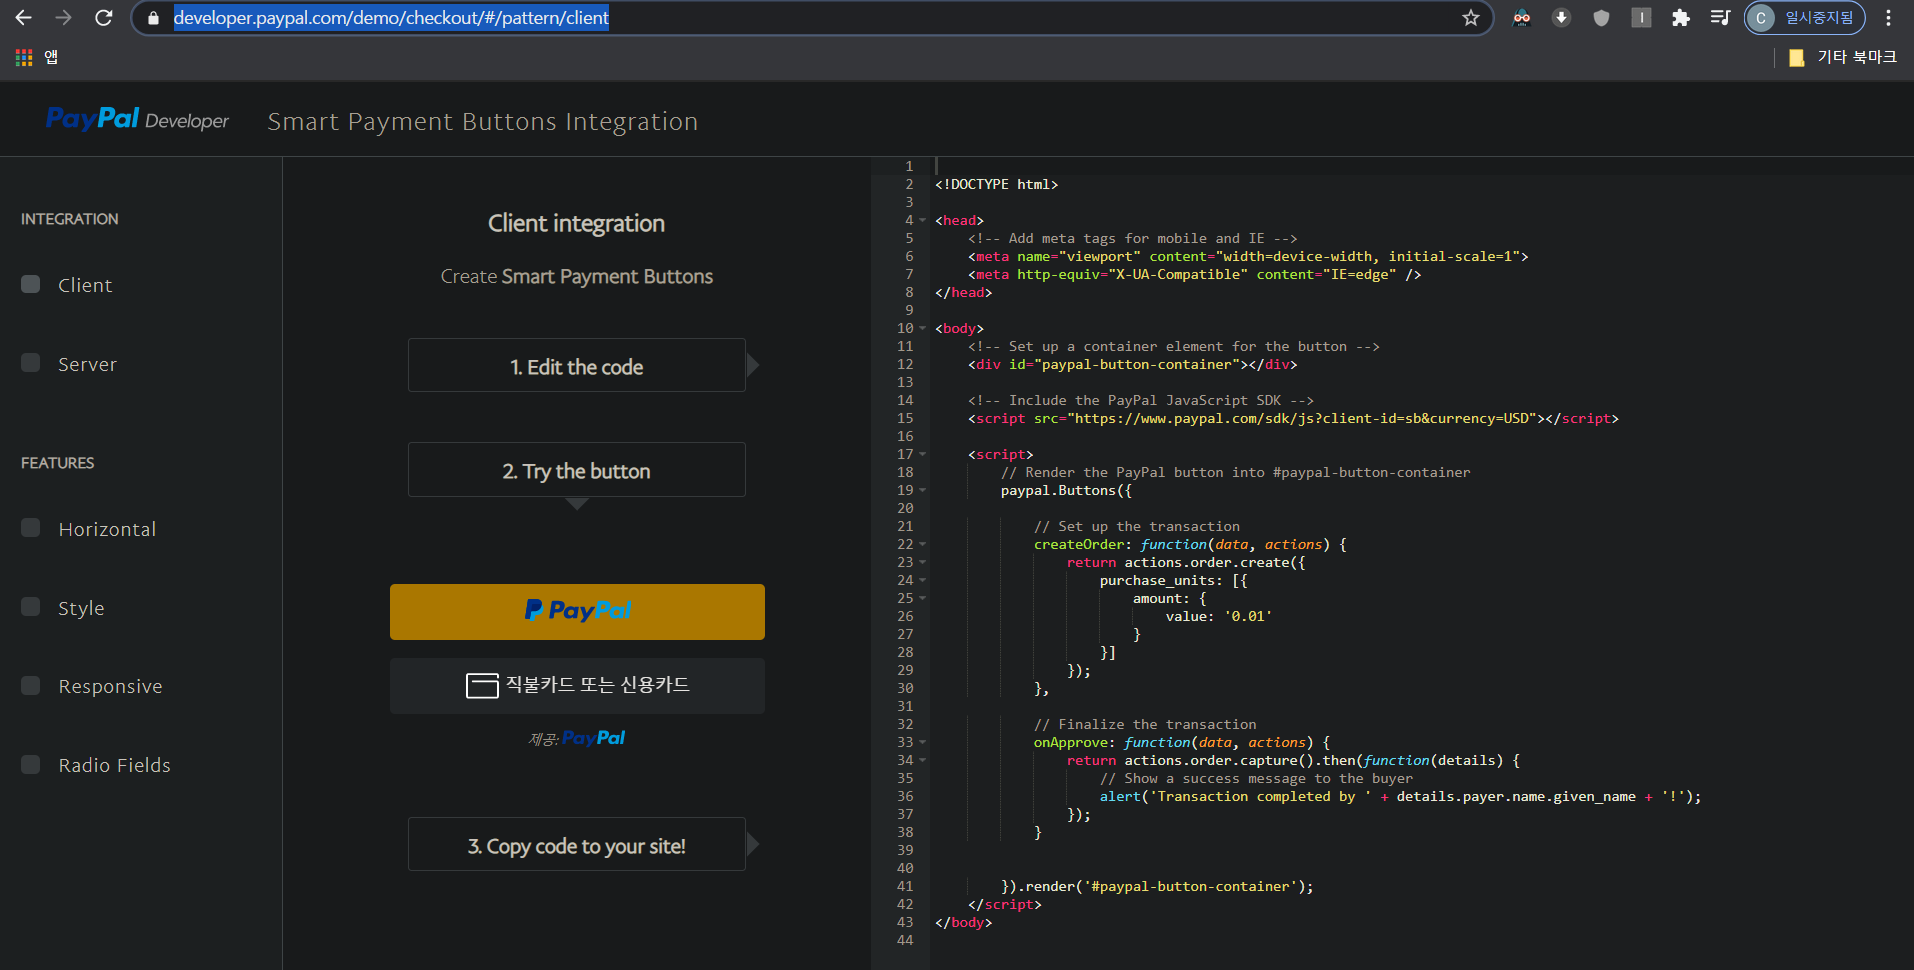 developer.paypal.com/demo/checkout/#/pattern/client
C 일시중지됨
앱
기타 북마크
PayPal Developer
Smart Payment Buttons Integration
INTEGRATION
Client
Server
FEATURES
Horizontal
Style
Responsive
Radio Fields
Client integration
Create Smart Payment Buttons
1. Edit the code
2. Try the button
PayPal
직불카드 또는 신용카드
제공: PayPal
3. Copy code to your site!
1
2 <!DOCTYPE html>
3
4 <head>
5 <!-- Add meta tags for mobile and IE -->
6 <meta name="viewport" content="width=device-width, initial-scale=1">
7 <meta http-equiv="X-UA-Compatible" content="IE=edge" />
8 </head>
9
10 <body>
11 <!-- Set up a container element for the button -->
12 <div id="paypal-button-container"></div>
13
14 <!-- Include the PayPal JavaScript SDK -->
15 <script src="https://www.paypal.com/sdk/js?client-id=sb&currency=USD"></script>
16
17 <script>
18 // Render the PayPal button into #paypal-button-container
19 paypal.Buttons({
20
21 // Set up the transaction
22 createOrder: function(data, actions) {
23 return actions.order.create({
24 purchase_units: [{
25 amount: {
26 value: '0.01'
27 }
28 }]
29 });
30 },
31
32 // Finalize the transaction
33 onApprove: function(data, actions) {
34 return actions.order.capture().then(function(details) {
35 // Show a success message to the buyer
36 alert('Transaction completed by ' + details.payer.name.given_name + '!');
37 });
38 }
39
40
41 }).render('#paypal-button-container');
42 </script>
43 </body>
44